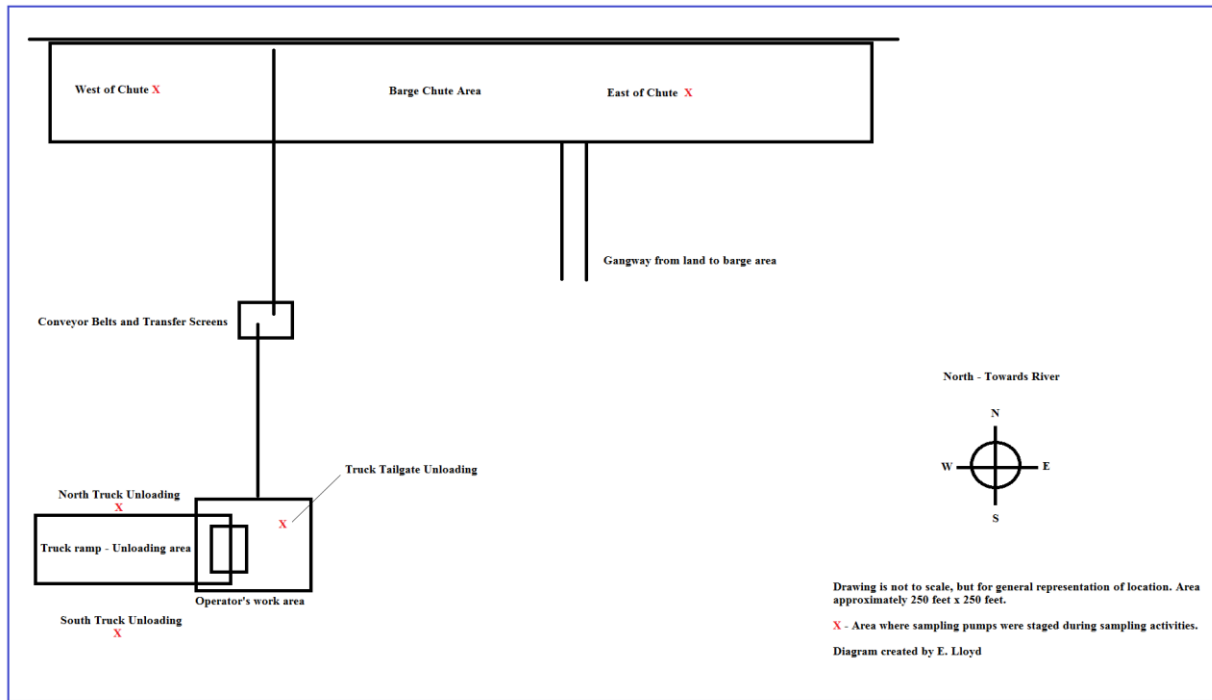 West of Chute X
Barge Chute Area
East of Chute X
Gangway from land to barge area
Conveyor Belts and Transfer Screens
North - Towards River
N
W
E
S
Truck Tailgate Unloading
X
North Truck Unloading
X
Truck ramp - Unloading area
Operator's work area
South Truck Unloading
X
Drawing is not to scale, but for general representation of location. Area
approximately 250 feet x 250 feet.
X - Area where sampling pumps were staged during sampling activities.
Diagram created by E. Lloyd